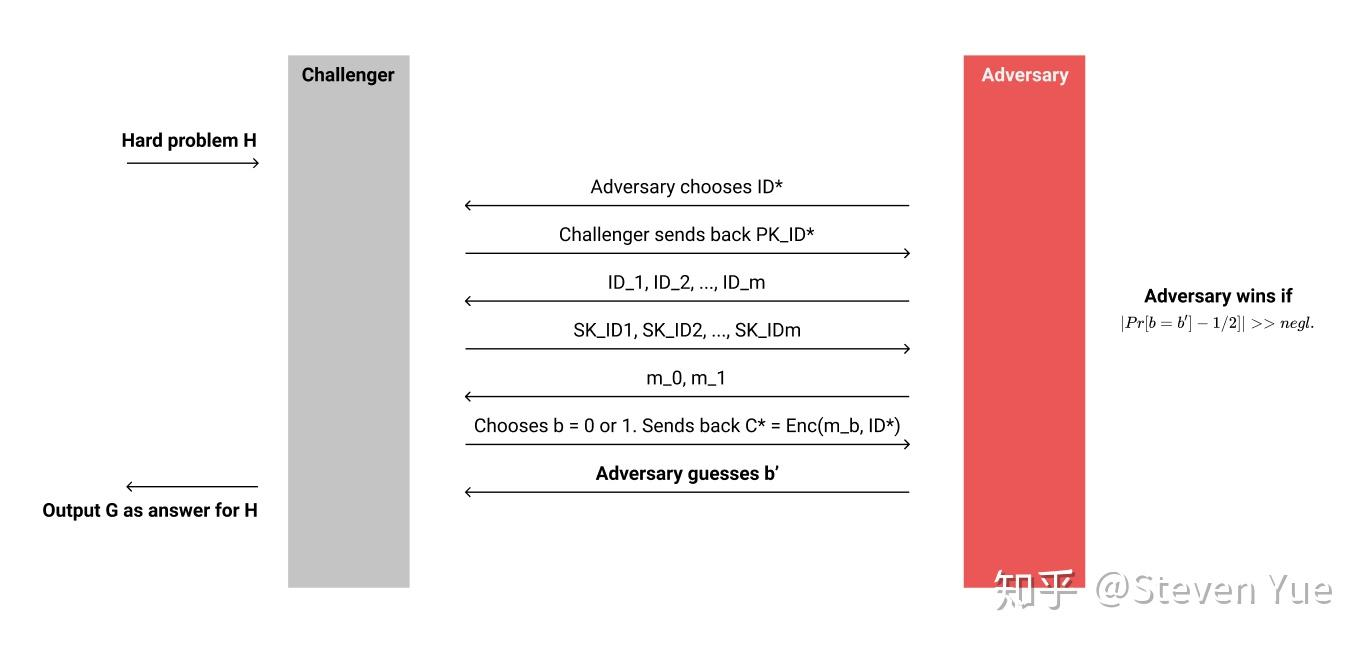 Challenger
Adversary
Hard problem H
Adversary chooses ID*
Challenger sends back PK_ID*
ID_1, ID_2, ..., ID_m
SK_ID1, SK_ID2, ..., SK_IDm
m_0, m_1
Chooses b = 0 or 1. Sends back C* = Enc(m_b, ID*)
Adversary guesses b’
Output G as answer for H
Adversary wins if
|Pr[b = b′] − 1/2]| >> negl.
知乎 @Steven Yue